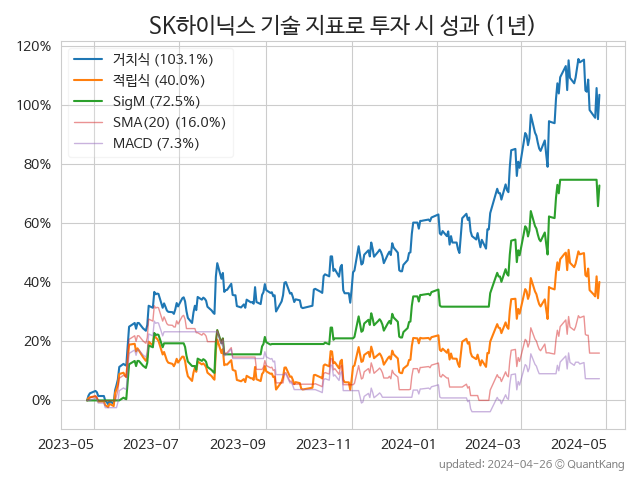 SK하이닉스 기술 지표로 투자 시 성과 (1년)
120%
100%
80%
60%
40%
20%
0%
거치식 (103.1%)
적립식 (40.0%)
SigM (72.5%)
SMA(20) (16.0%)
MACD (7.3%)
2023-05 2023-07 2023-09 2023-11 2024-01 2024-03 2024-05
updated: 2024-04-26 © QuantKang